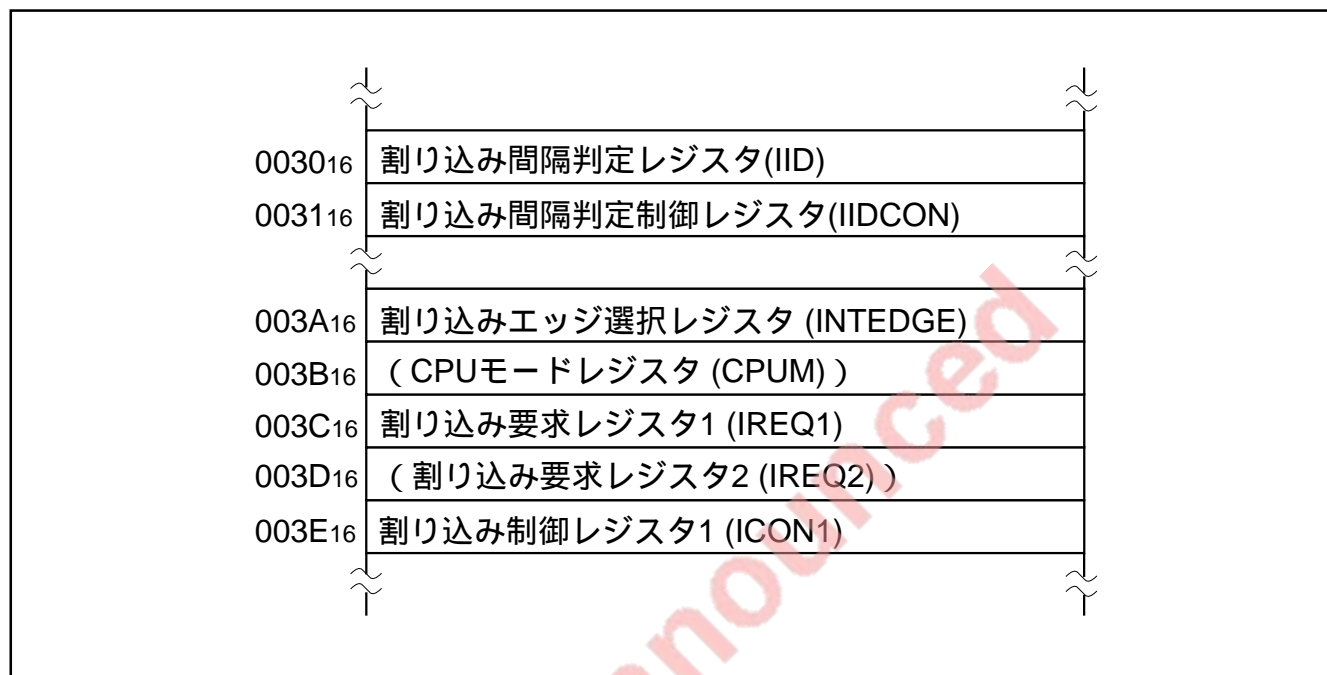 0030₁₆ 割り込み間隔判定レジスタ(IID)
0031₁₆ 割り込み間隔判定制御レジスタ(IIDCON)
003A₁₆ 割り込みエッジ選択レジスタ (INTEDGE)
003B₁₆ （CPUモードレジスタ (CPUM)）
003C₁₆ 割り込み要求レジスタ1 (IREQ1)
003D₁₆ （割り込み要求レジスタ2 (IREQ2)）
003E₁₆ 割り込み制御レジスタ1 (ICON1)
nounced